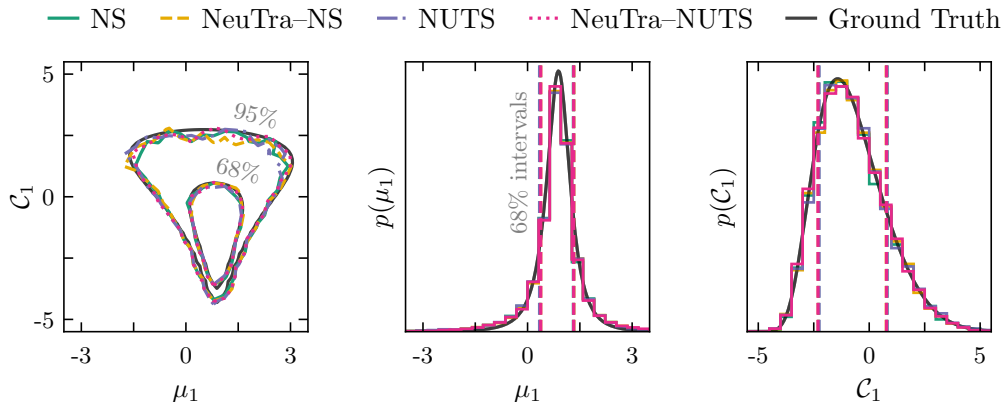 NS NeuTra–NS NUTS NeuTra–NUTS Ground Truth
5
0
-5
𝒞₁
95%
68%
-3 0 3
μ₁
p(μ₁)
68% intervals
-3 0 3
μ₁
p(𝒞₁)
-5 0 5
𝒞₁